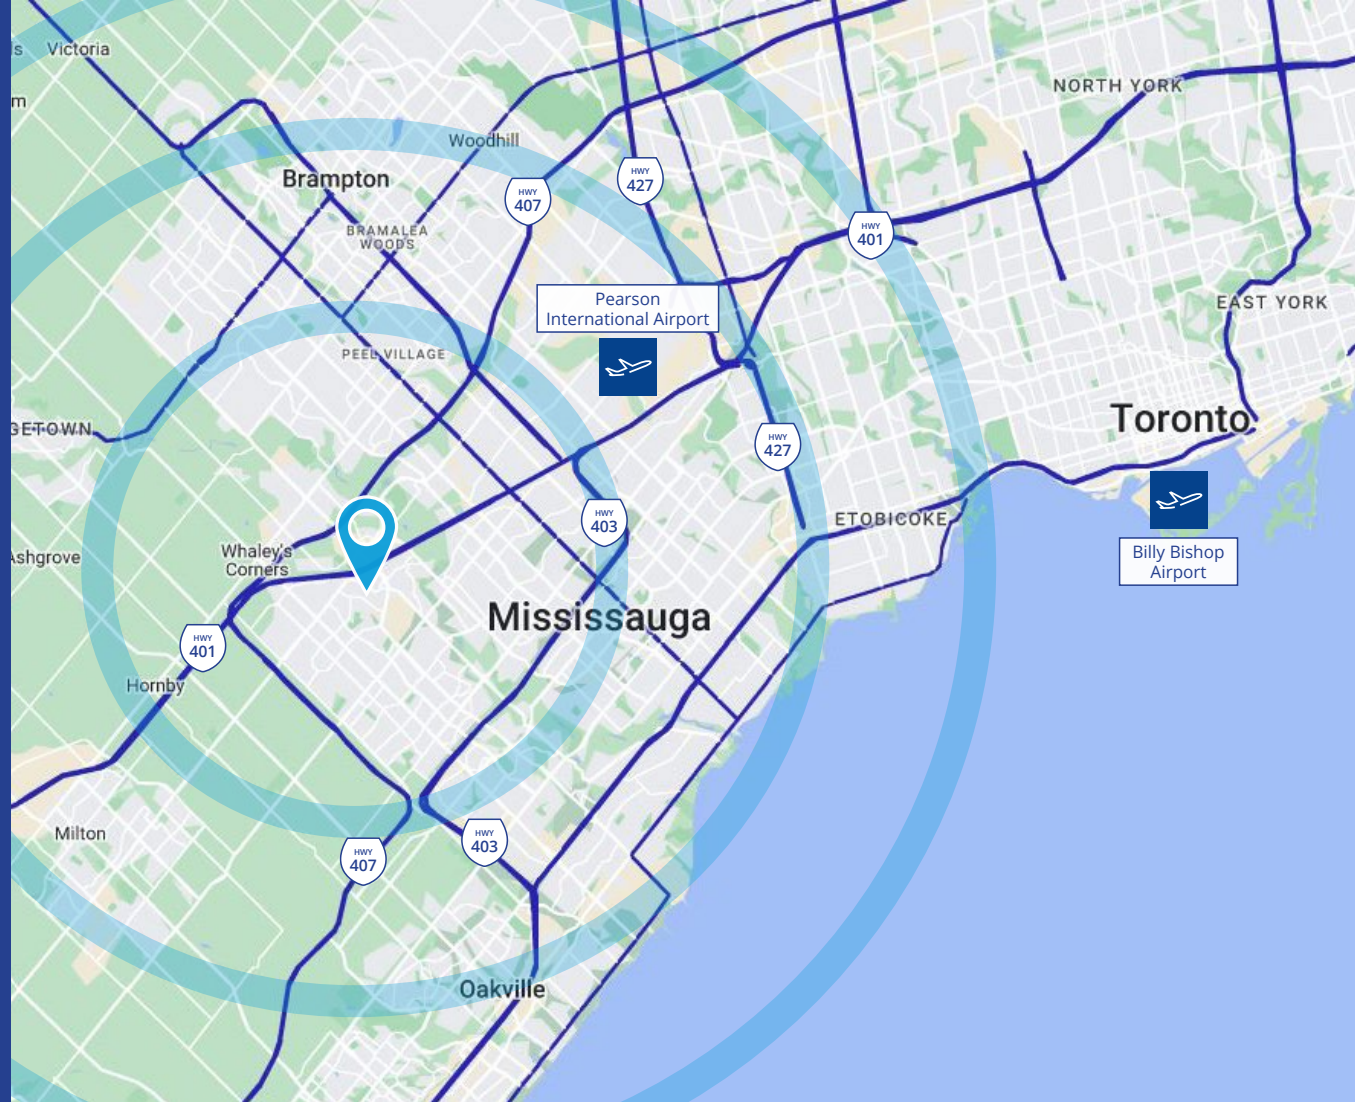 Victoria
NORTH YORK
Woodhill
HWY
427
Brampton
HWY
407
BRAMALEA
WOODS
HWY
401
Pearson
International Airport
EAST YORK
PEEL VILLAGE
Toronto
GETOWN
HWY
427
HWY
403
ETOBICOKE
Whaley's
Corners
Ashgrove
Billy Bishop
Airport
Mississauga
HWY
401
Hornby
Milton
HWY
403
HWY
407
Oakville